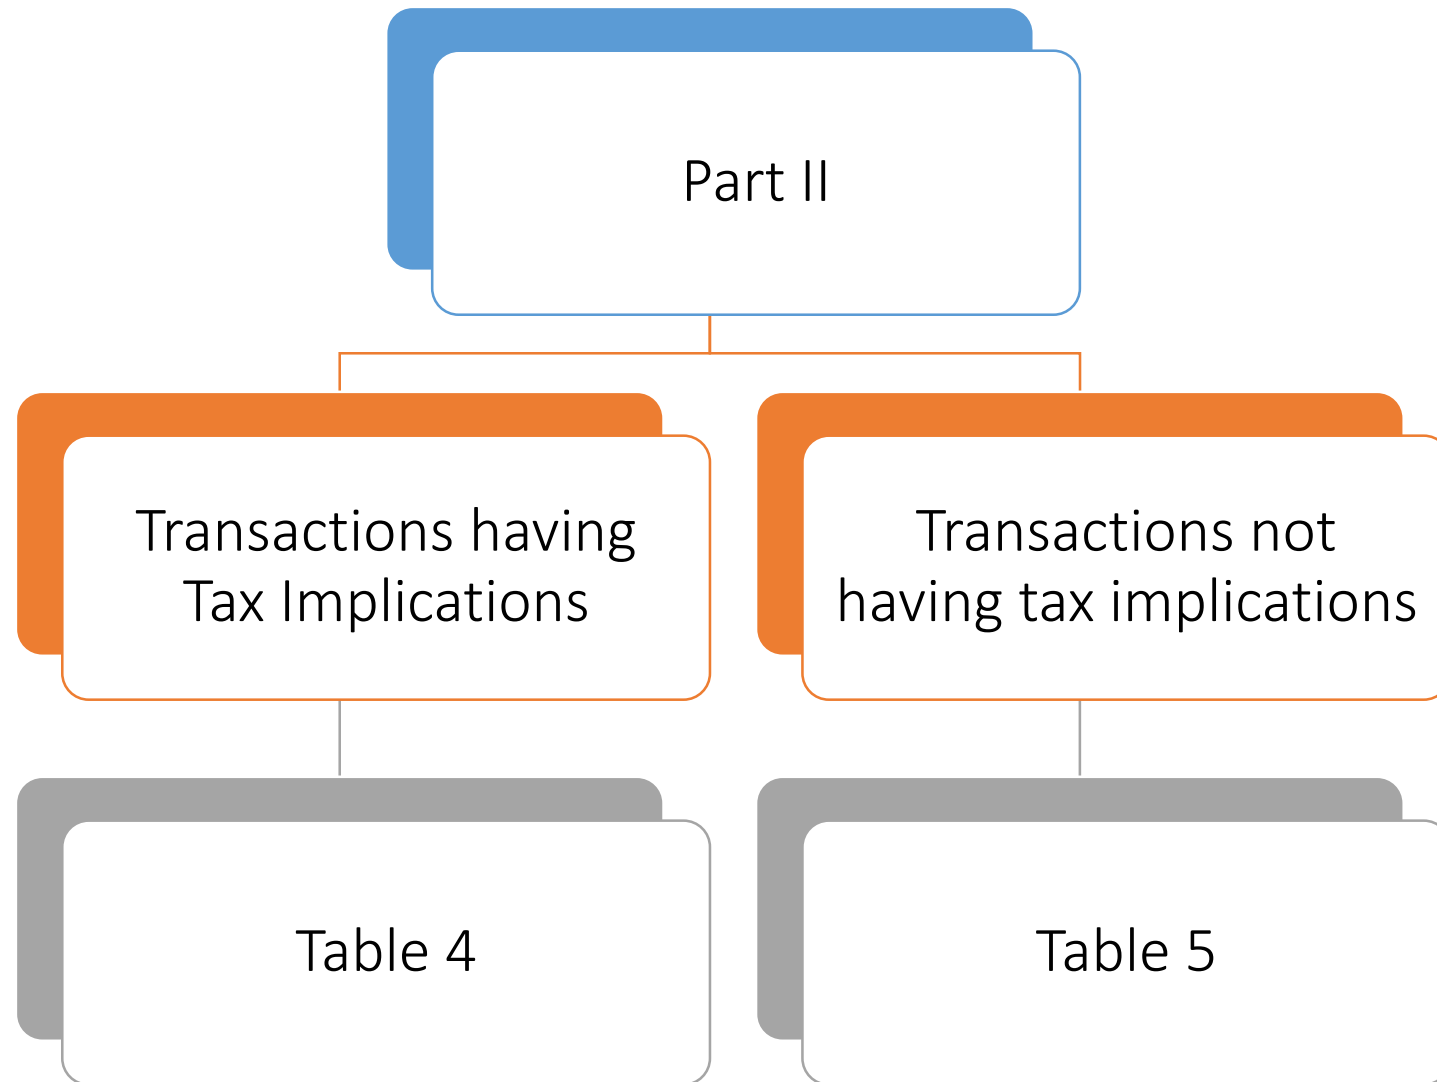 Part II
Transactions having
Tax Implications
Transactions not
having tax implications
Table 4
Table 5